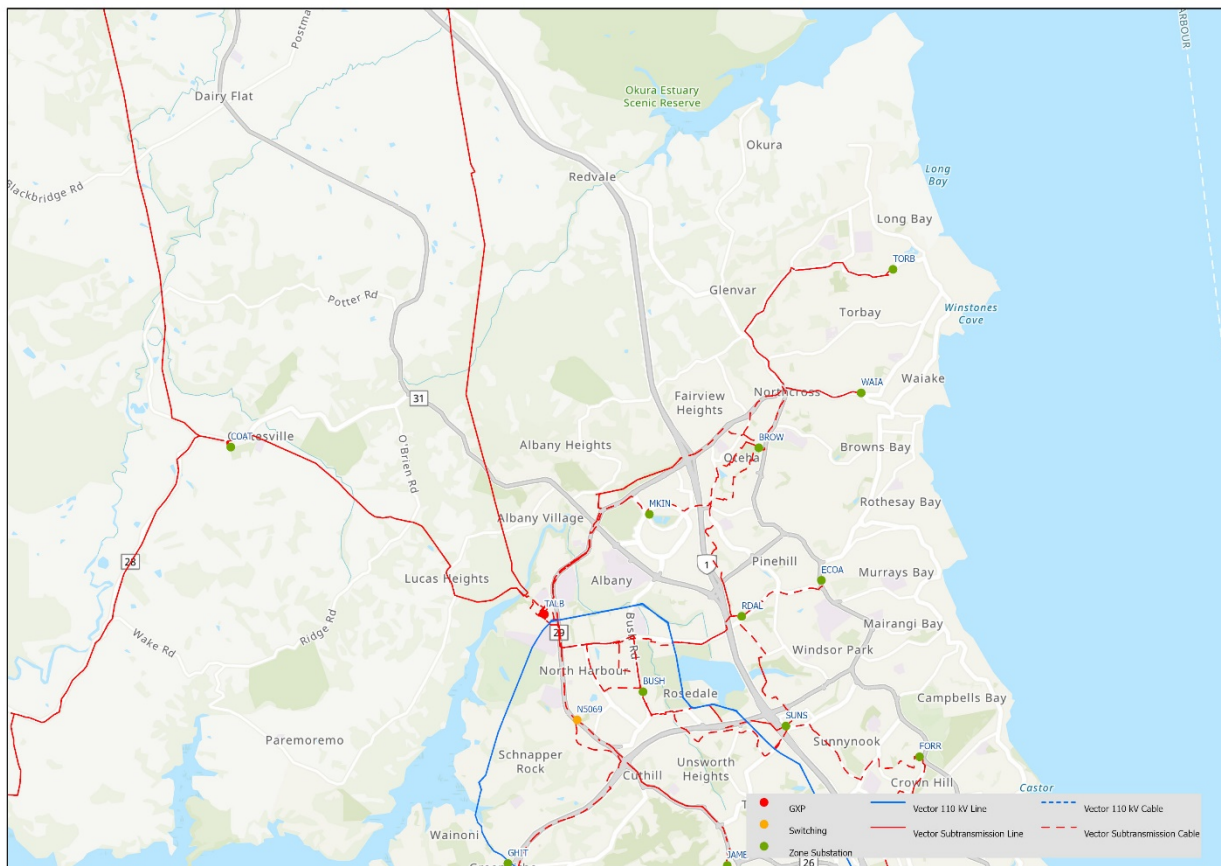 Postma
HARBOUR
Dairy Flat
Okura Estuary
Scenic Reserve
Okura
Redvale
Long
Bay
Blackbridge Rd
Long Bay
TORB
Glenvar
Potter Rd
Torbay
Winstones
Cove
WAIA
Waiake
Northcross
Fairview
Heights
31
COAT
esville
O'Brien Rd
Albany Heights
BROW
Oteha
Browns Bay
Rothesay Bay
MKIN
Albany Village
28
1
Pinehill
ECOA
Murrays Bay
Lucas Heights
Albany
TALB
RDAL
Mairangi Bay
29
Bush Rd
Wake Rd
Ridge Rd
Windsor Park
North Harbour
BUSH
Rosedale
Campbells Bay
N5069
SUNS
Sunnynook
FORR
Paremoremo
Schnapper
Rock
Unsworth
Heights
Cuthill
Crown Hill
Castor
Wainoni
GHIT
JAME
26
GXP
Vector 110 kV Line
Vector 110 kV Cable
Switching
Vector Subtransmission Line
Vector Subtransmission Cable
Zone Substation